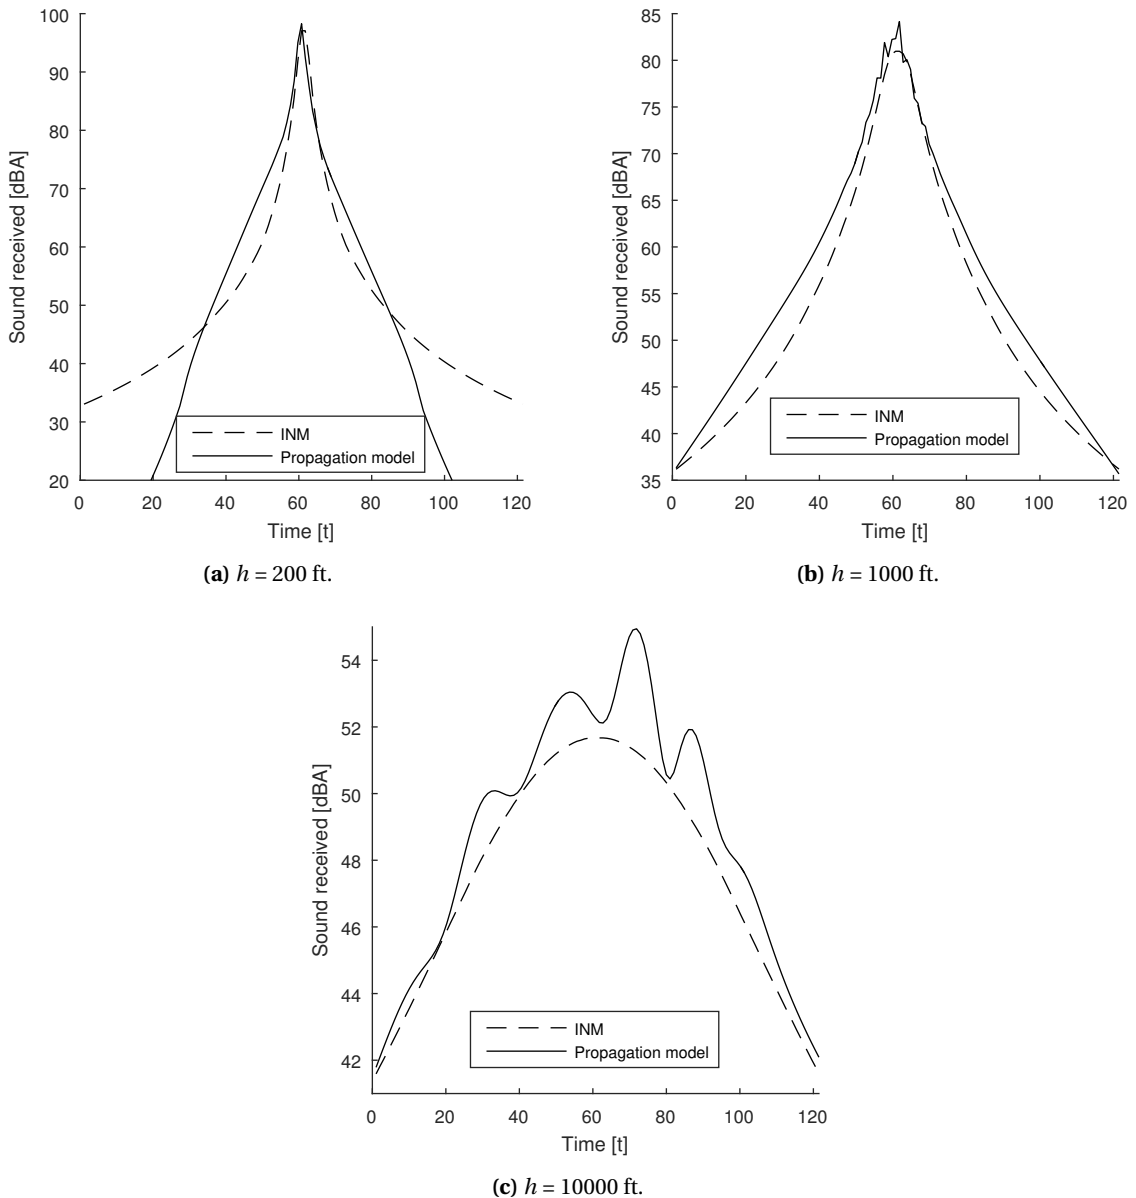 100
90
80
70
60
50
40
30
20
Sound received [dBA]
0 20 40 60 80 100 120
Time [t]
INM
Propagation model
(a) h = 200 ft.
85
80
75
70
65
60
55
50
45
40
35
Sound received [dBA]
0 20 40 60 80 100 120
Time [t]
INM
Propagation model
(b) h = 1000 ft.
54
52
50
48
46
44
42
Sound received [dBA]
0 20 40 60 80 100 120
Time [t]
INM
Propagation model
(c) h = 10000 ft.